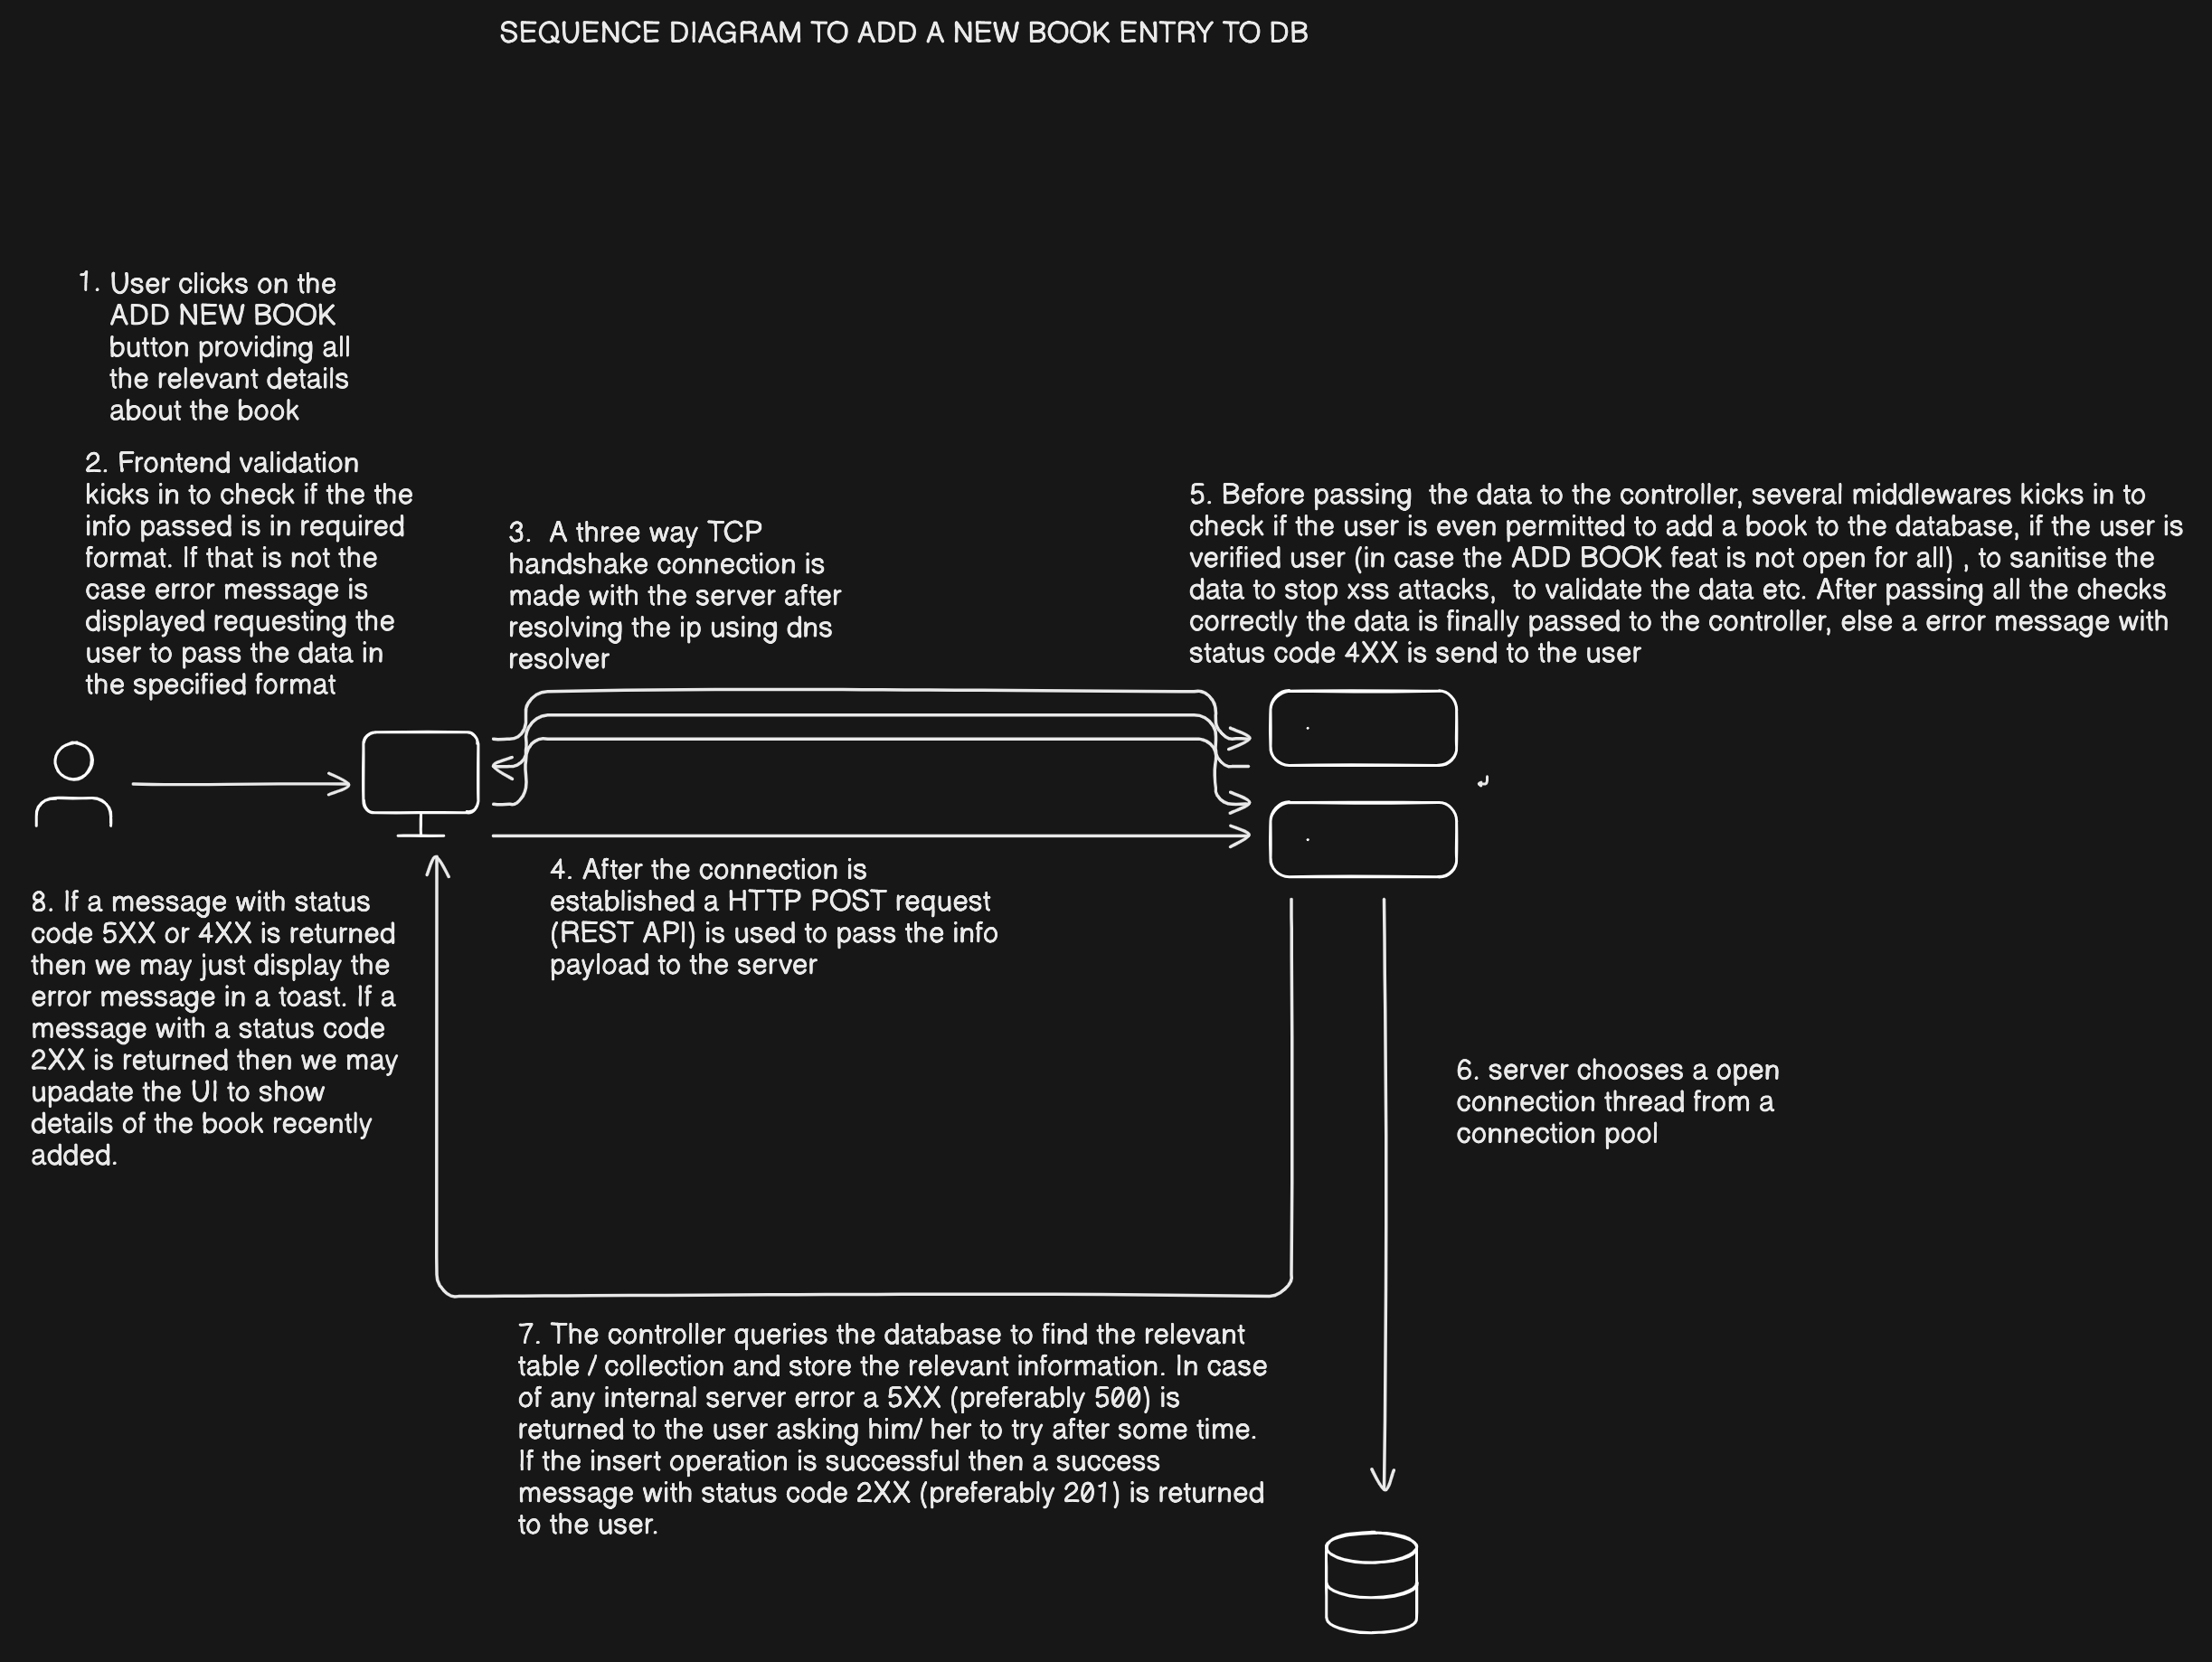 SEQUENCE DIAGRAM TO ADD A NEW BOOK ENTRY TO DB
1. User clicks on the
ADD NEW BOOK
button providing all
the relevant details
about the book
2. Frontend validation
kicks in to check if the the
info passed is in required
format. If that is not the
case error message is
displayed requesting the
user to pass the data in
the specified format
3. A three way TCP
handshake connection is
made with the server after
resolving the ip using dns
resolver
5. Before passing the data to the controller, several middlewares kicks in to
check if the user is even permitted to add a book to the database, if the user is
verified user (in case the ADD BOOK feat is not open for all) , to sanitise the
data to stop xss attacks, to validate the data etc. After passing all the checks
correctly the data is finally passed to the controller, else a error message with
status code 4XX is send to the user
4. After the connection is
established a HTTP POST request
(REST API) is used to pass the info
payload to the server
8. If a message with status
code 5XX or 4XX is returned
then we may just display the
error message in a toast. If a
message with a status code
2XX is returned then we may
upadate the UI to show
details of the book recently
added.
6. server chooses a open
connection thread from a
connection pool
7. The controller queries the database to find the relevant
table / collection and store the relevant information. In case
of any internal server error a 5XX (preferably 500) is
returned to the user asking him/ her to try after some time.
If the insert operation is successful then a success
message with status code 2XX (preferably 201) is returned
to the user.